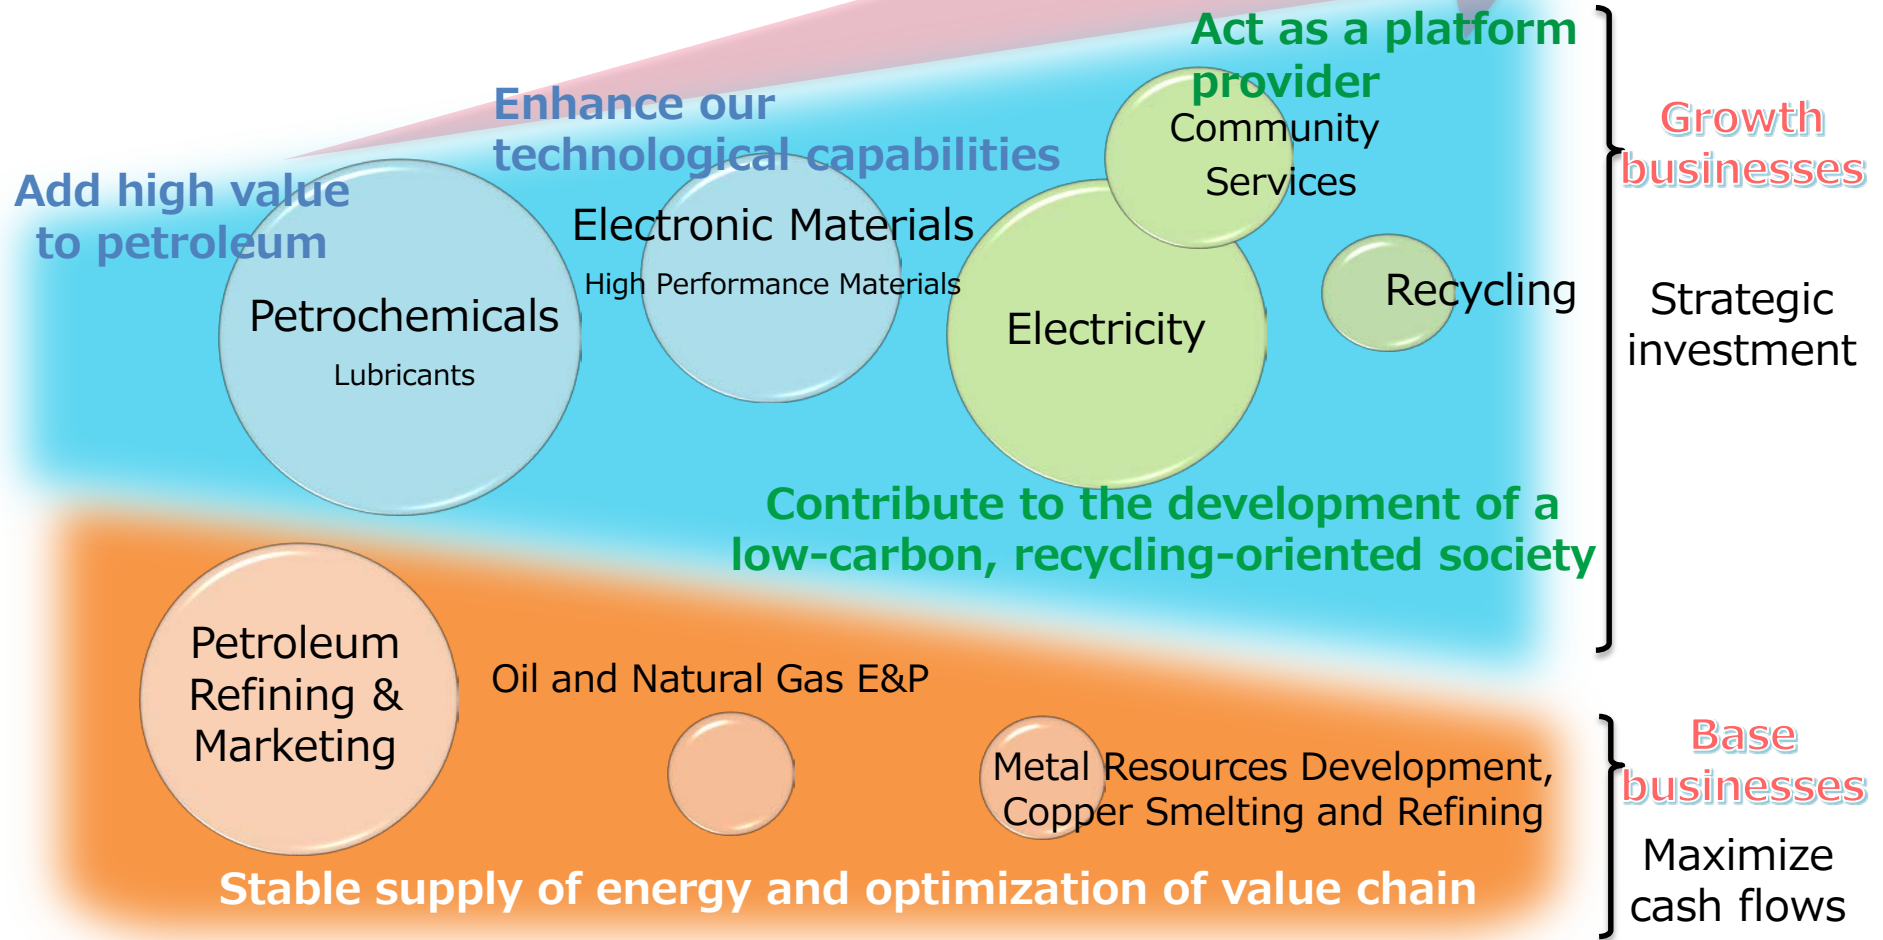 Act as a platform
provider
Enhance our
technological capabilities
Add high value
to petroleum
Community
Services
Electronic Materials
High Performance Materials
Petrochemicals
Lubricants
Electricity
Recycling
Growth
businesses
Strategic
investment
Contribute to the development of a
low-carbon, recycling-oriented society
Petroleum
Refining &
Marketing
Oil and Natural Gas E&P
Metal Resources Development,
Copper Smelting and Refining
Stable supply of energy and optimization of value chain
Base
businesses
Maximize
cash flows